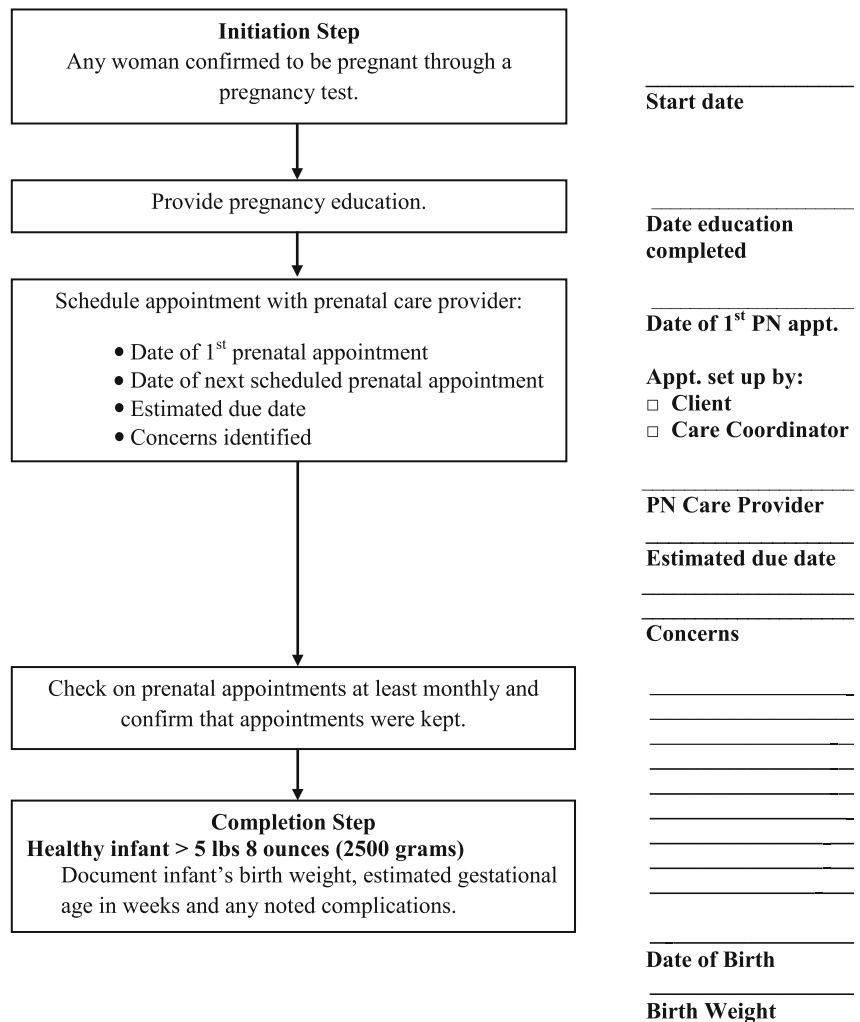 Initiation Step
Any woman confirmed to be pregnant through a
pregnancy test.
Start date
Provide pregnancy education.
Date education
completed
Schedule appointment with prenatal care provider:
• Date of 1st prenatal appointment
• Date of next scheduled prenatal appointment
• Estimated due date
• Concerns identified
Date of 1st PN appt.
Appt. set up by:
□ Client
□ Care Coordinator
PN Care Provider
Estimated due date
Concerns
Check on prenatal appointments at least monthly and
confirm that appointments were kept.
Completion Step
Healthy infant > 5 lbs 8 ounces (2500 grams)
Document infant’s birth weight, estimated gestational
age in weeks and any noted complications.
Date of Birth
Birth Weight